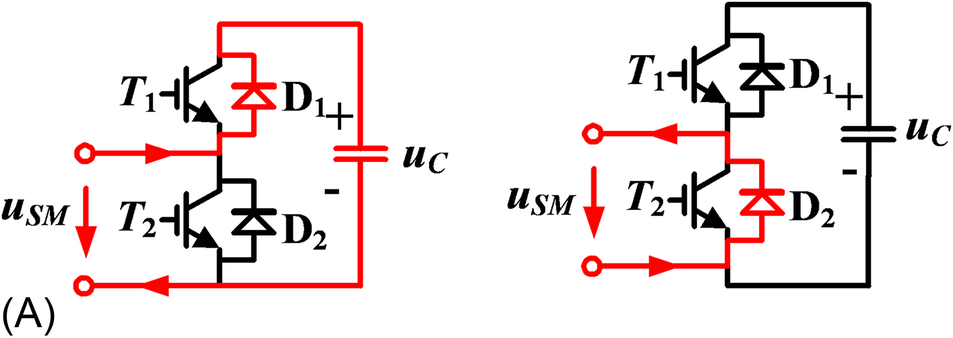 T1 D1 + uC
uSM T2 - D2
T1 D1 + uC
uSM T2 - D2
(A)